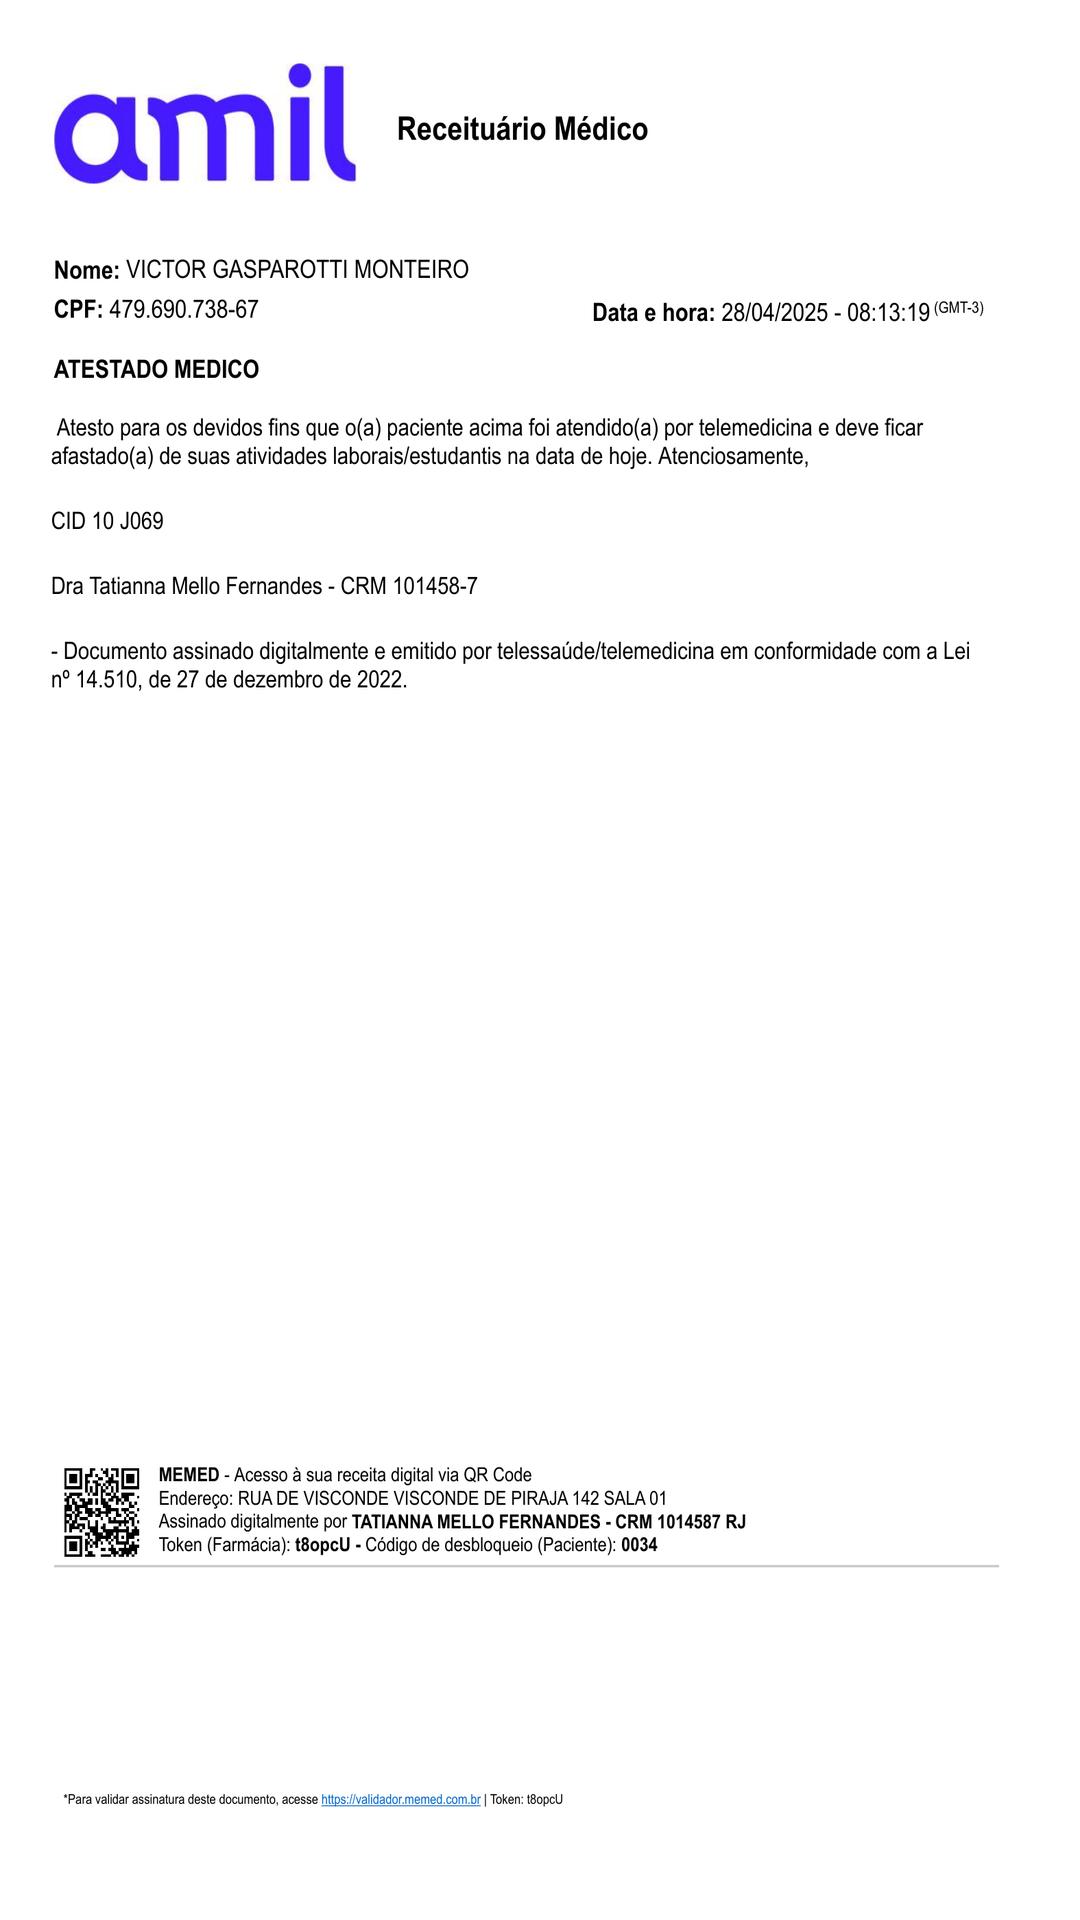 amil
Receituário Médico
Nome: VICTOR GASPAROTTI MONTEIRO
CPF: 479.690.738-67
Data e hora: 28/04/2025 - 08:13:19 (GMT-3)
ATESTADO MEDICO
Atesto para os devidos fins que o(a) paciente acima foi atendido(a) por telemedicina e deve ficar
afastado(a) de suas atividades laborais/estudantis na data de hoje. Atenciosamente,
CID 10 J069
Dra Tatianna Mello Fernandes - CRM 101458-7
- Documento assinado digitalmente e emitido por telessaúde/telemedicina em conformidade com a Lei
nº 14.510, de 27 de dezembro de 2022.
MEMED - Acesso à sua receita digital via QR Code
Endereço: RUA DE VISCONDE VISCONDE DE PIRAJA 142 SALA 01
Assinado digitalmente por TATIANNA MELLO FERNANDES - CRM 1014587 RJ
Token (Farmácia): t8opcU - Código de desbloqueio (Paciente): 0034
*Para validar assinatura deste documento, acesse https://validador.memed.com.br | Token: t8opcU